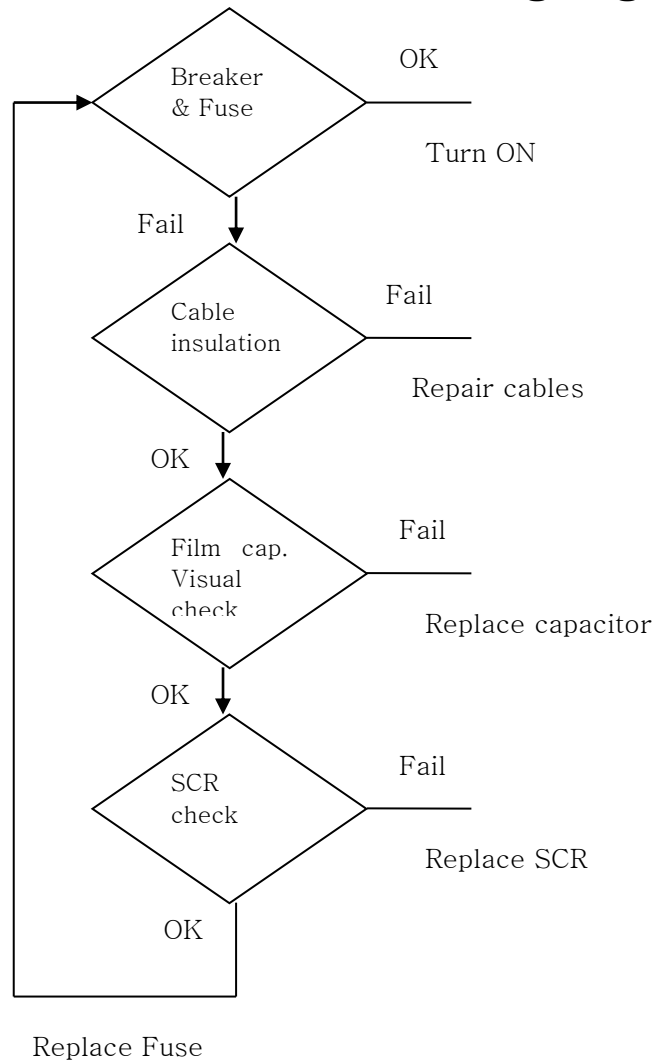 Breaker
& Fuse
OK
Turn ON
Fail
Cable
insulation
Fail
Repair cables
OK
Film cap.
Visual
check
Fail
Replace capacitor
OK
SCR
check
Fail
Replace SCR
OK
Replace Fuse